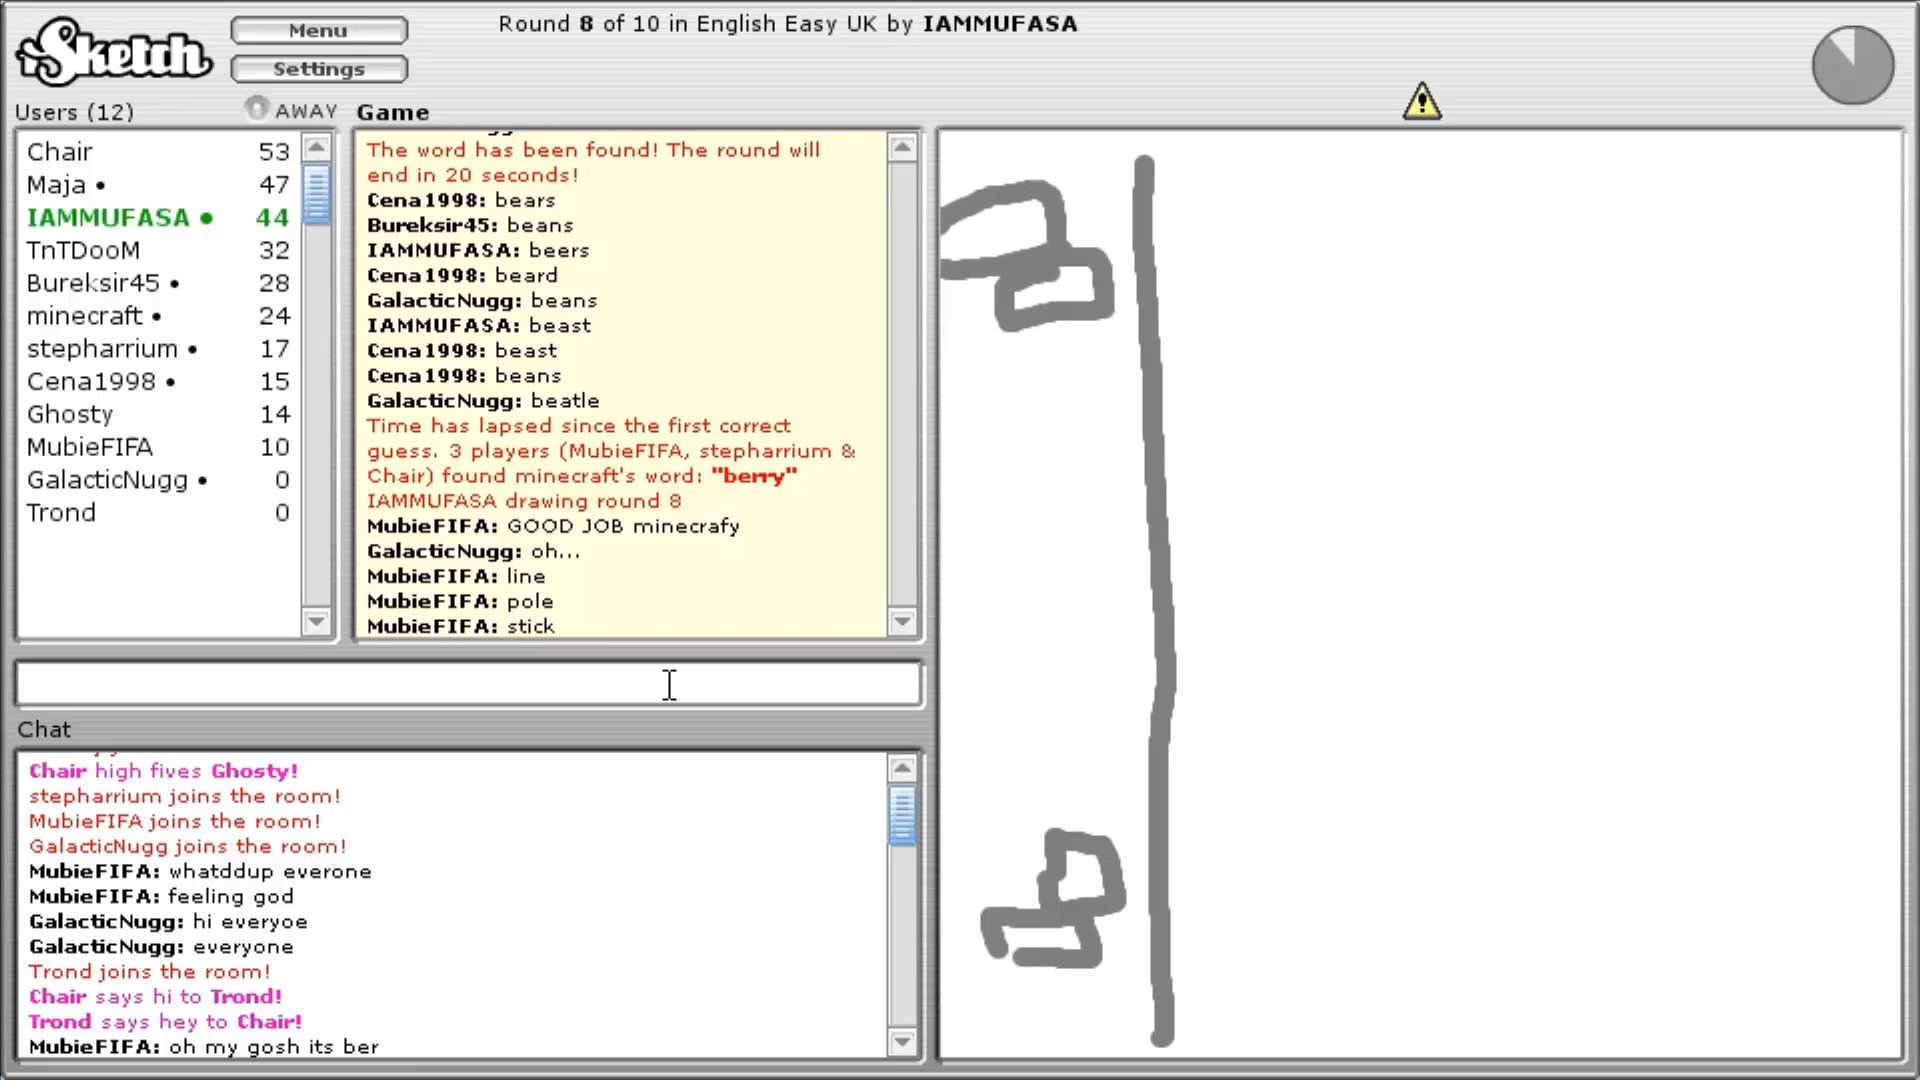 iSketch
Menu
Settings
Round 8 of 10 in English Easy UK by IAMMUFASA
Users (12)
AWAY
Game
Chair 53
Maja • 47
IAMMUFASA • 44
TnTDooM 32
Bureksir45 • 28
minecraft • 24
stepharrium • 17
Cena1998 • 15
Ghosty 14
MubieFIFA 10
GalacticNugg • 0
Trond 0
The word has been found! The round will
end in 20 seconds!
Cena1998: bears
Bureksir45: beans
IAMMUFASA: beers
Cena1998: beard
GalacticNugg: beans
IAMMUFASA: beast
Cena1998: beast
Cena1998: beans
GalacticNugg: beatle
Time has lapsed since the first correct
guess. 3 players (MubieFIFA, stepharrium &
Chair) found minecraft's word: "berry"
IAMMUFASA drawing round 8
MubieFIFA: GOOD JOB minecrafy
GalacticNugg: oh...
MubieFIFA: line
MubieFIFA: pole
MubieFIFA: stick
Chat
Chair high fives Ghosty!
stepharrium joins the room!
MubieFIFA joins the room!
GalacticNugg joins the room!
MubieFIFA: whatddup everone
MubieFIFA: feeling god
GalacticNugg: hi everyoe
GalacticNugg: everyone
Trond joins the room!
Chair says hi to Trond!
Trond says hey to Chair!
MubieFIFA: oh my gosh its ber